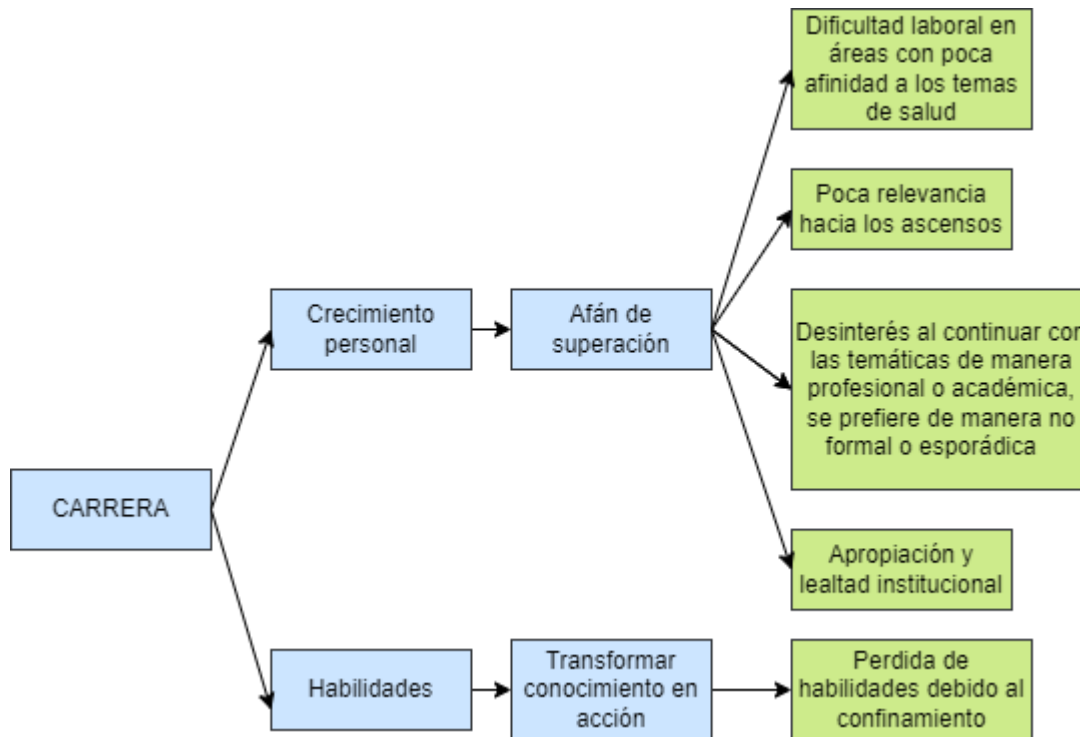 Dificultad laboral en
áreas con poca
afinidad a los temas
de salud
Poca relevancia
hacia los ascensos
Crecimiento
personal
Afán de
superación
Desinterés al continuar con
las temáticas de manera
profesional o académica,
se prefiere de manera no
formal o esporádica
CARRERA
Apropiación y
lealtad institucional
Habilidades
Transformar
conocimiento en
acción
Perdida de
habilidades debido al
confinamiento